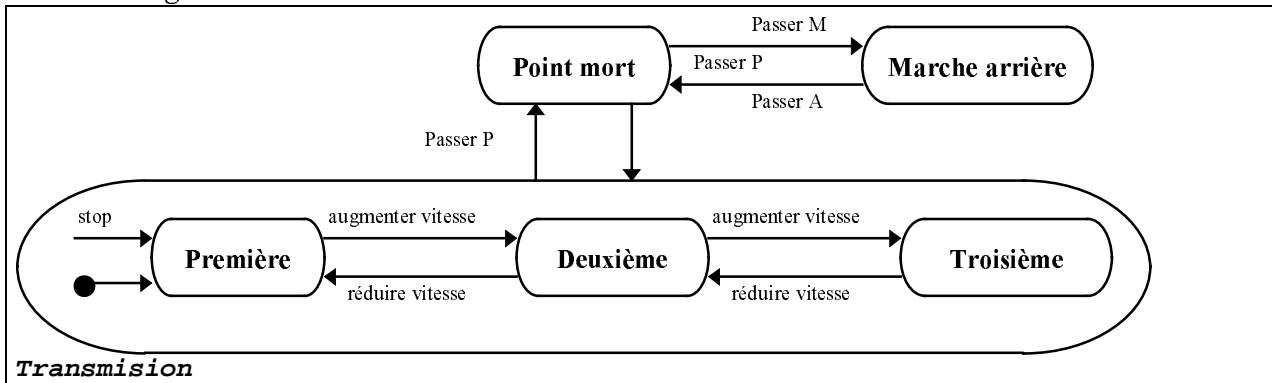 Passer M
Point mort
Passer P
Marche arrière
Passer A
Passer P
stop
augmenter vitesse
augmenter vitesse
Première
Deuxième
Troisième
réduire vitesse
réduire vitesse
Transmision